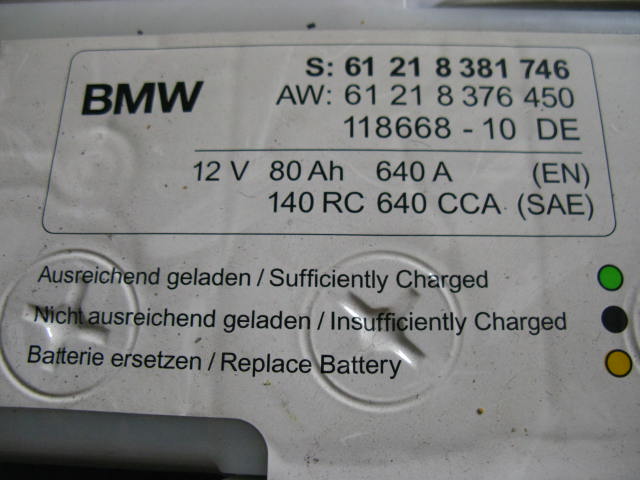 S: 61 21 8 381 746
BMW
AW: 61 21 8 376 450
118668 - 10 DE
12 V 80 Ah 640 A (EN)
140 RC 640 CCA (SAE)
Ausreichend geladen / Sufficiently Charged
Nicht ausreichend geladen / Insufficiently Charged
Batterie ersetzen / Replace Battery